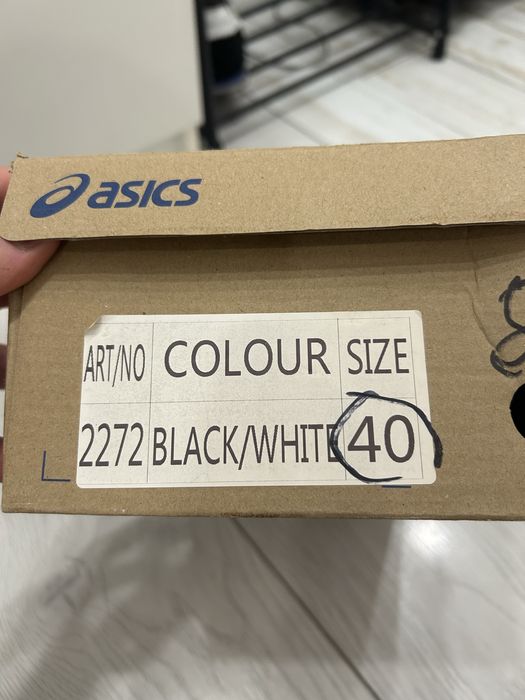 asics
ART/NO COLOUR SIZE
2272 BLACK/WHITE 40